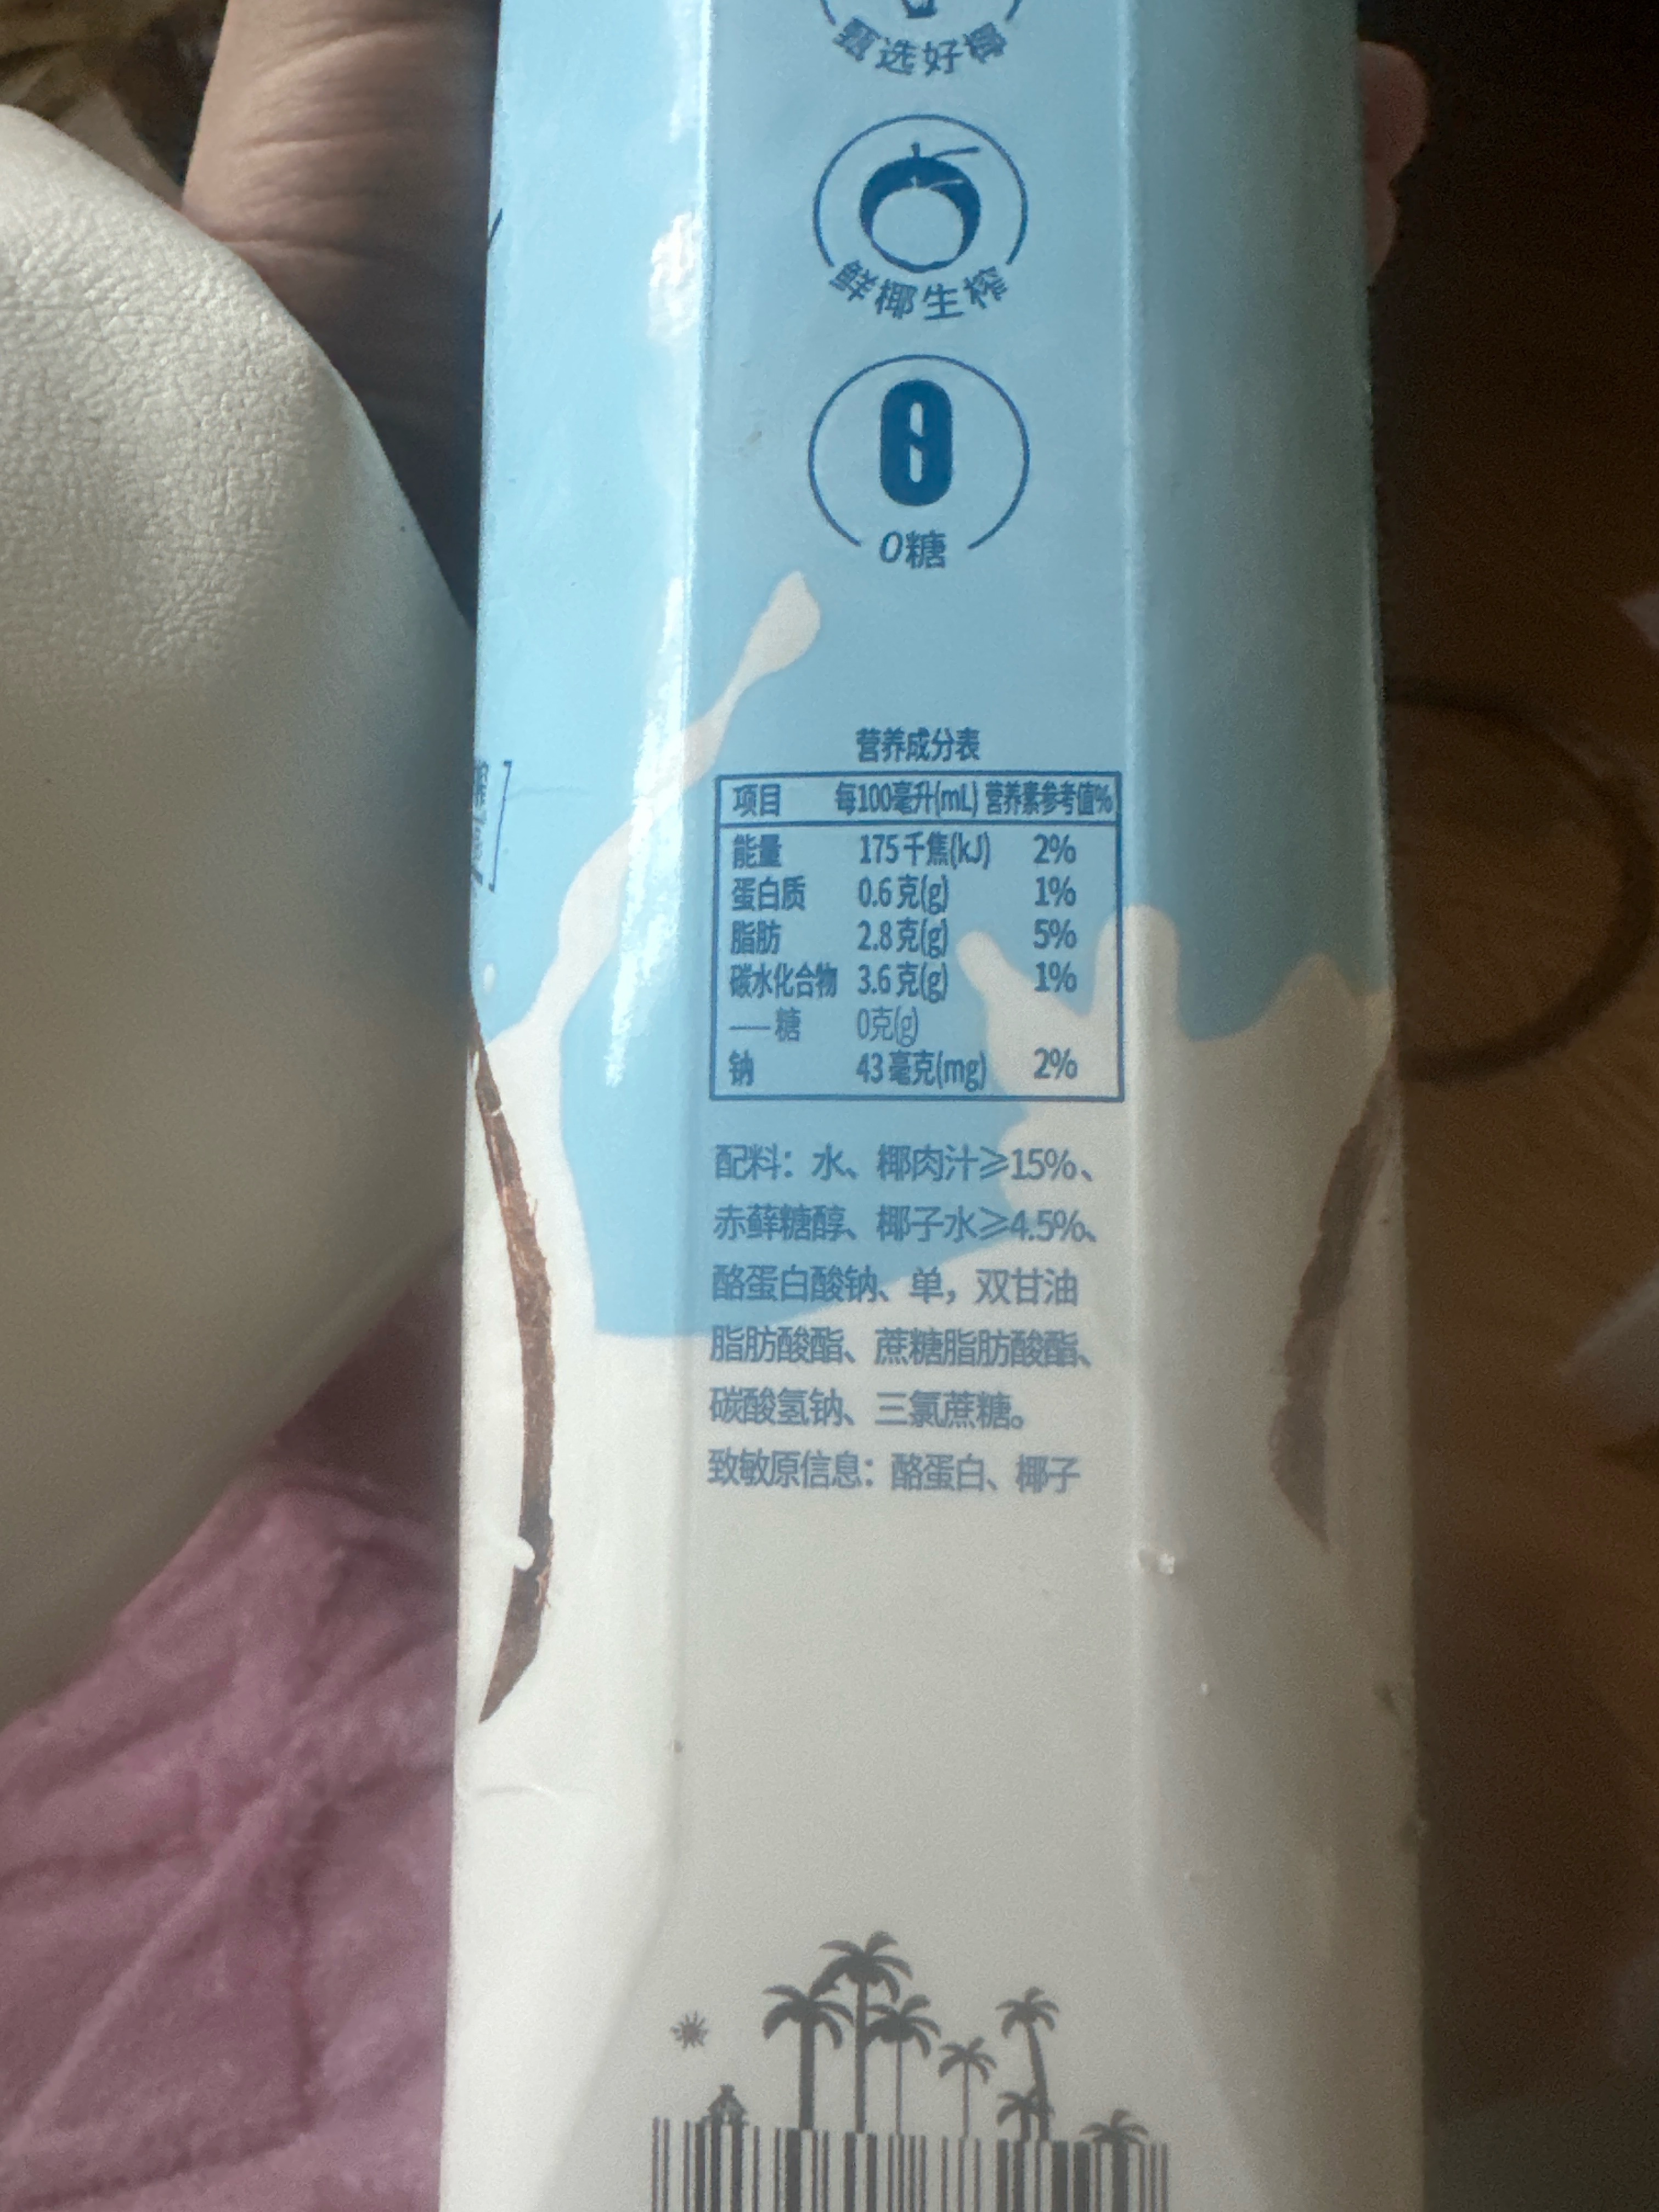 甄选好椰
鲜椰生榨
0
0糖
营养成分表
项目 每100毫升(mL) 营养素参考值%
能量 175千焦(kJ) 2%
蛋白质 0.6克(g) 1%
脂肪 2.8克(g) 5%
碳水化合物 3.6克(g) 1%
——糖 0克(g)
钠 43毫克(mg) 2%
配料：水、椰肉汁≥15%、
赤藓糖醇、椰子水≥4.5%、
酪蛋白酸钠、单，双甘油
脂肪酸酯、蔗糖脂肪酸酯、
碳酸氢钠、三氯蔗糖。
致敏原信息：酪蛋白、椰子